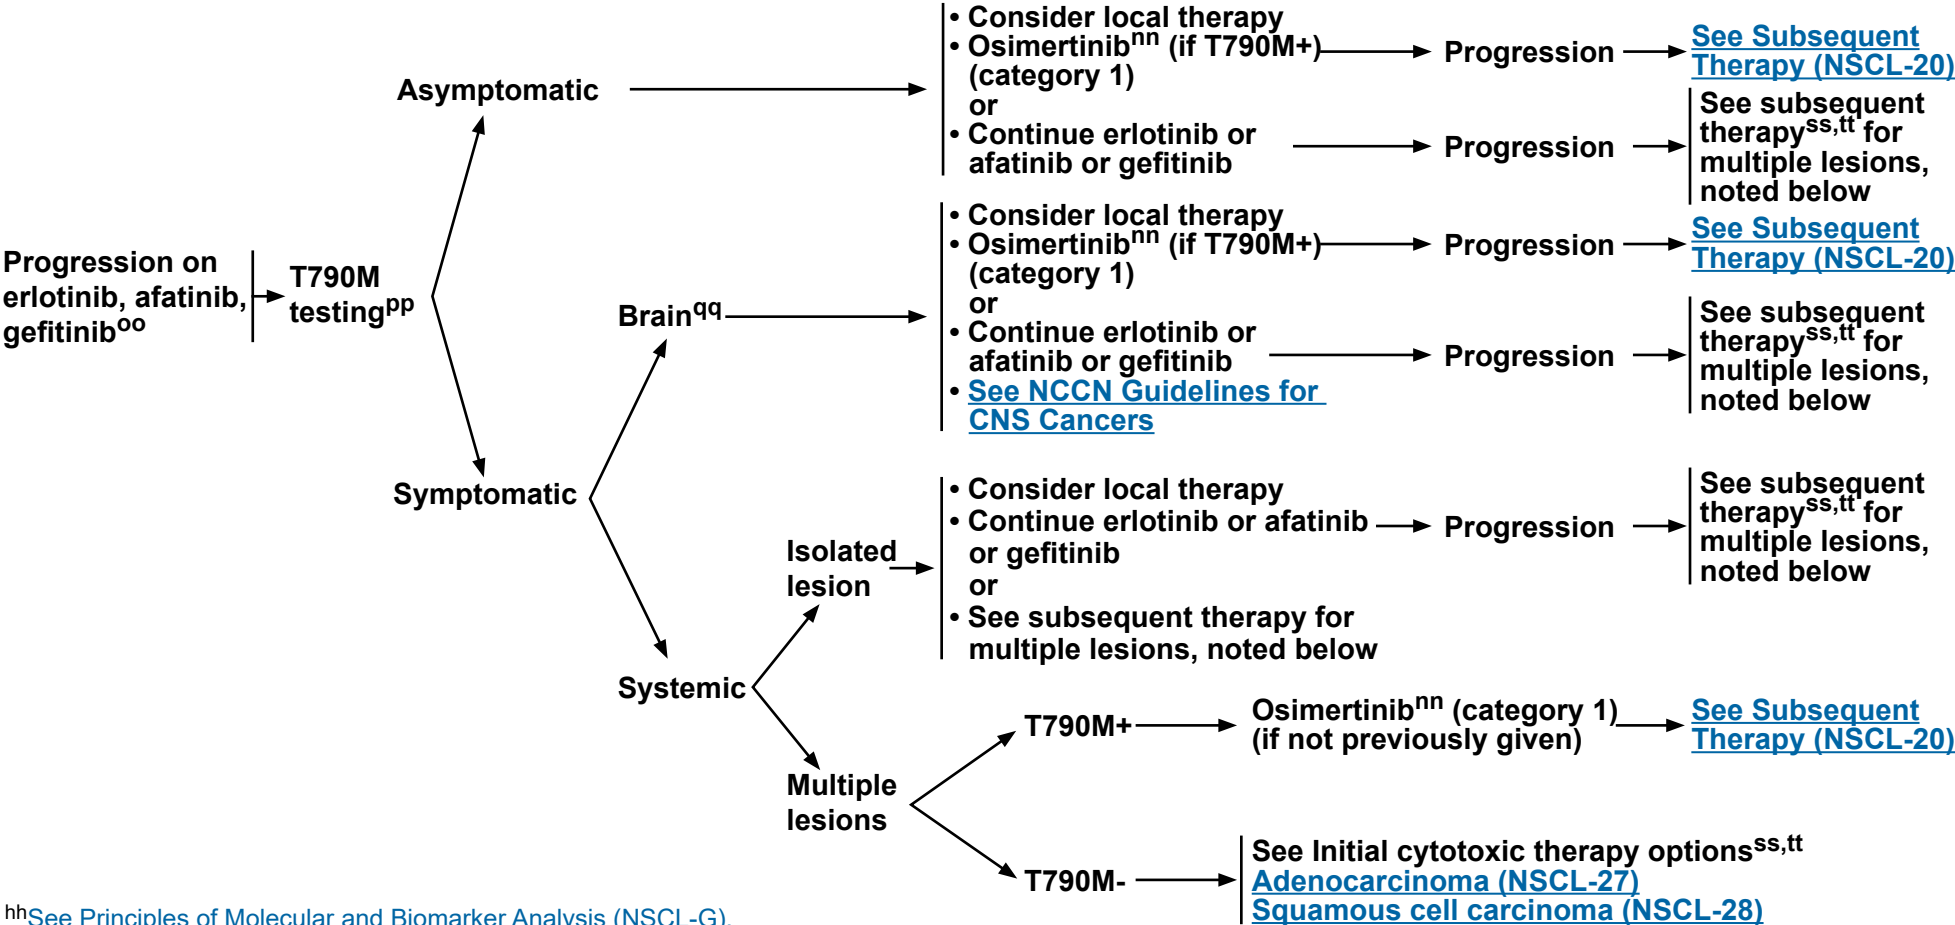 Progression on
erlotinib, afatinib,
gefitinib^oo
T790M
testing^pp
Asymptomatic
• Consider local therapy
• Osimertinib^nn (if T790M+)
(category 1)
or
• Continue erlotinib or
afatinib or gefitinib
Progression
See Subsequent
Therapy (NSCL-20)
Progression
See subsequent
therapy^ss,tt for
multiple lesions,
noted below
Symptomatic
Brain^qq
• Consider local therapy
• Osimertinib^nn (if T790M+)
(category 1)
or
• Continue erlotinib or
afatinib or gefitinib
• See NCCN Guidelines for
CNS Cancers
Progression
See Subsequent
Therapy (NSCL-20)
Progression
See subsequent
therapy^ss,tt for
multiple lesions,
noted below
Systemic
Isolated
lesion
• Consider local therapy
• Continue erlotinib or afatinib
or gefitinib
or
• See subsequent therapy for
multiple lesions, noted below
Progression
See subsequent
therapy^ss,tt for
multiple lesions,
noted below
Multiple
lesions
T790M+
Osimertinib^nn (category 1)
(if not previously given)
See Subsequent
Therapy (NSCL-20)
T790M-
See Initial cytotoxic therapy options^ss,tt
Adenocarcinoma (NSCL-27)
Squamous cell carcinoma (NSCL-28)
^hh See Principles of Molecular and Biomarker Analysis (NSCL-G).